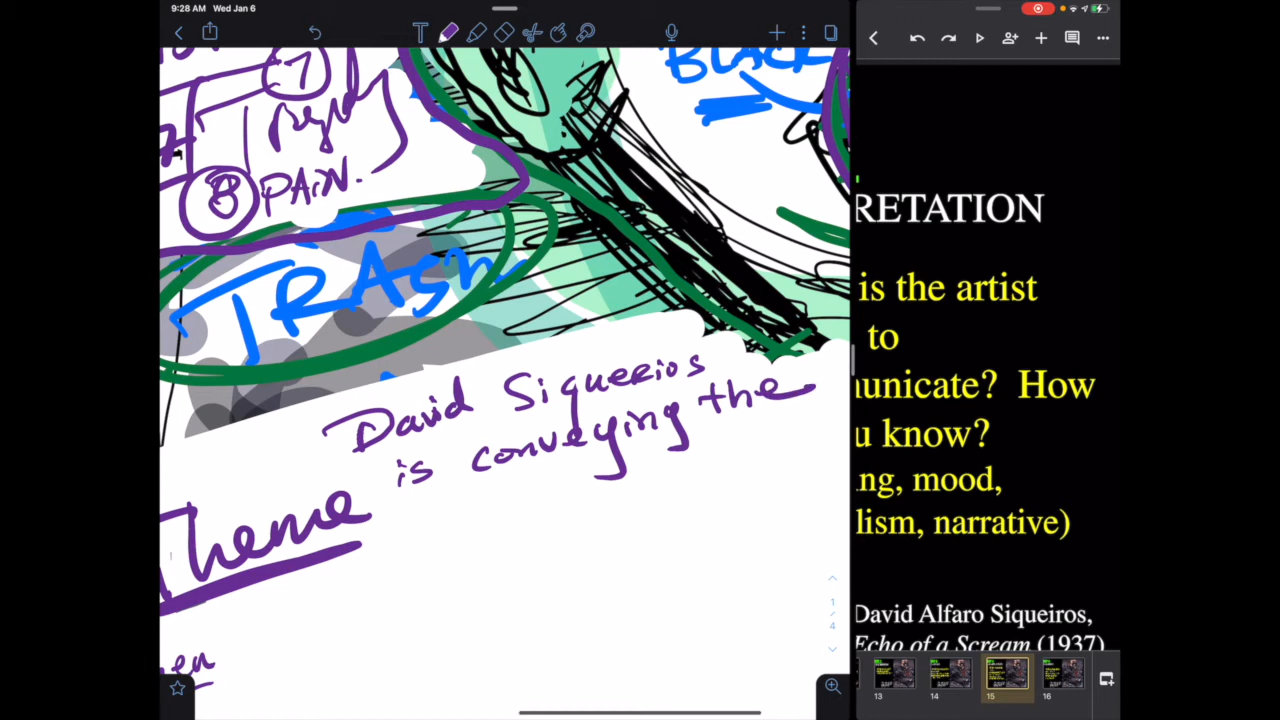 9:28 AM Wed Jan 6
BLACK
7
8 PAIN.
TRASH
David Siquerios
is conveying the
Theme
1
/
4
RETATION
is the artist
to
unicate? How
u know?
ng, mood,
lism, narrative)
David Alfaro Siqueiros,
Echo of a Scream (1937)
13 14 15 16